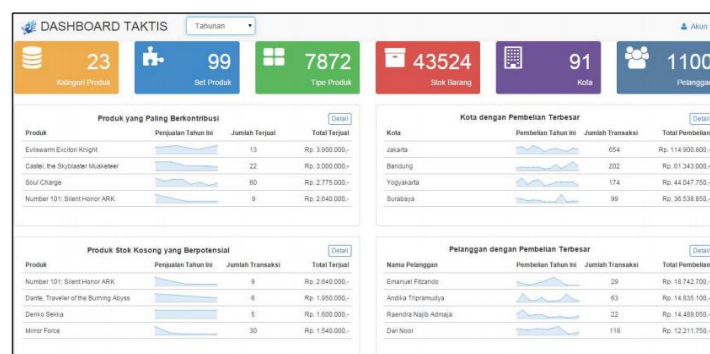 DASHBOARD TAKTIS Tahunan Akun
23 99 7872 43524 91 1100
Kategori Produk Set Produk Tipe Produk Stok Barang Kota Pelanggan
Produk yang Paling Berkontribusi Detail
Produk Penjualan Tahun Ini Jumlah Terjual Total Terjual
Evilswarm Exciton Knight 13 Rp. 3.900.000,-
Castel, the Skyblaster Musketeer 22 Rp. 3.000.000,-
Soul Charge 60 Rp. 2.775.000,-
Number 101: Silent Honor ARK 9 Rp. 2.640.000,-
Kota dengan Pembelian Terbesar Detail
Kota Pembelian Tahun Ini Jumlah Transaksi Total Pembelian
Jakarta 654 Rp. 114.900.800,-
Bandung 202 Rp. 61.343.000,-
Yogyakarta 174 Rp. 44.047.750,-
Surabaya 99 Rp. 36.538.850,-
Produk Stok Kosong yang Berpotensial Detail
Produk Penjualan Tahun Ini Jumlah Transaksi Total Terjual
Number 101: Silent Honor ARK 9 Rp. 2.640.000,-
Dante, Traveler of the Burning Abyss 6 Rp. 1.950.000,-
Denko Sekka 5 Rp. 1.600.000,-
Mirror Force 30 Rp. 1.540.000,-
Pelanggan dengan Pembelian Terbesar Detail
Nama Pelanggan Pembelian Tahun Ini Jumlah Transaksi Total Pembelian
Emanuel Fitzando 29 Rp. 18.742.700,-
Andika Tripramudya 63 Rp. 14.835.100,-
Raendra Najib Admaja 22 Rp. 14.489.050,-
Dwi Noor 118 Rp. 12.211.750,-